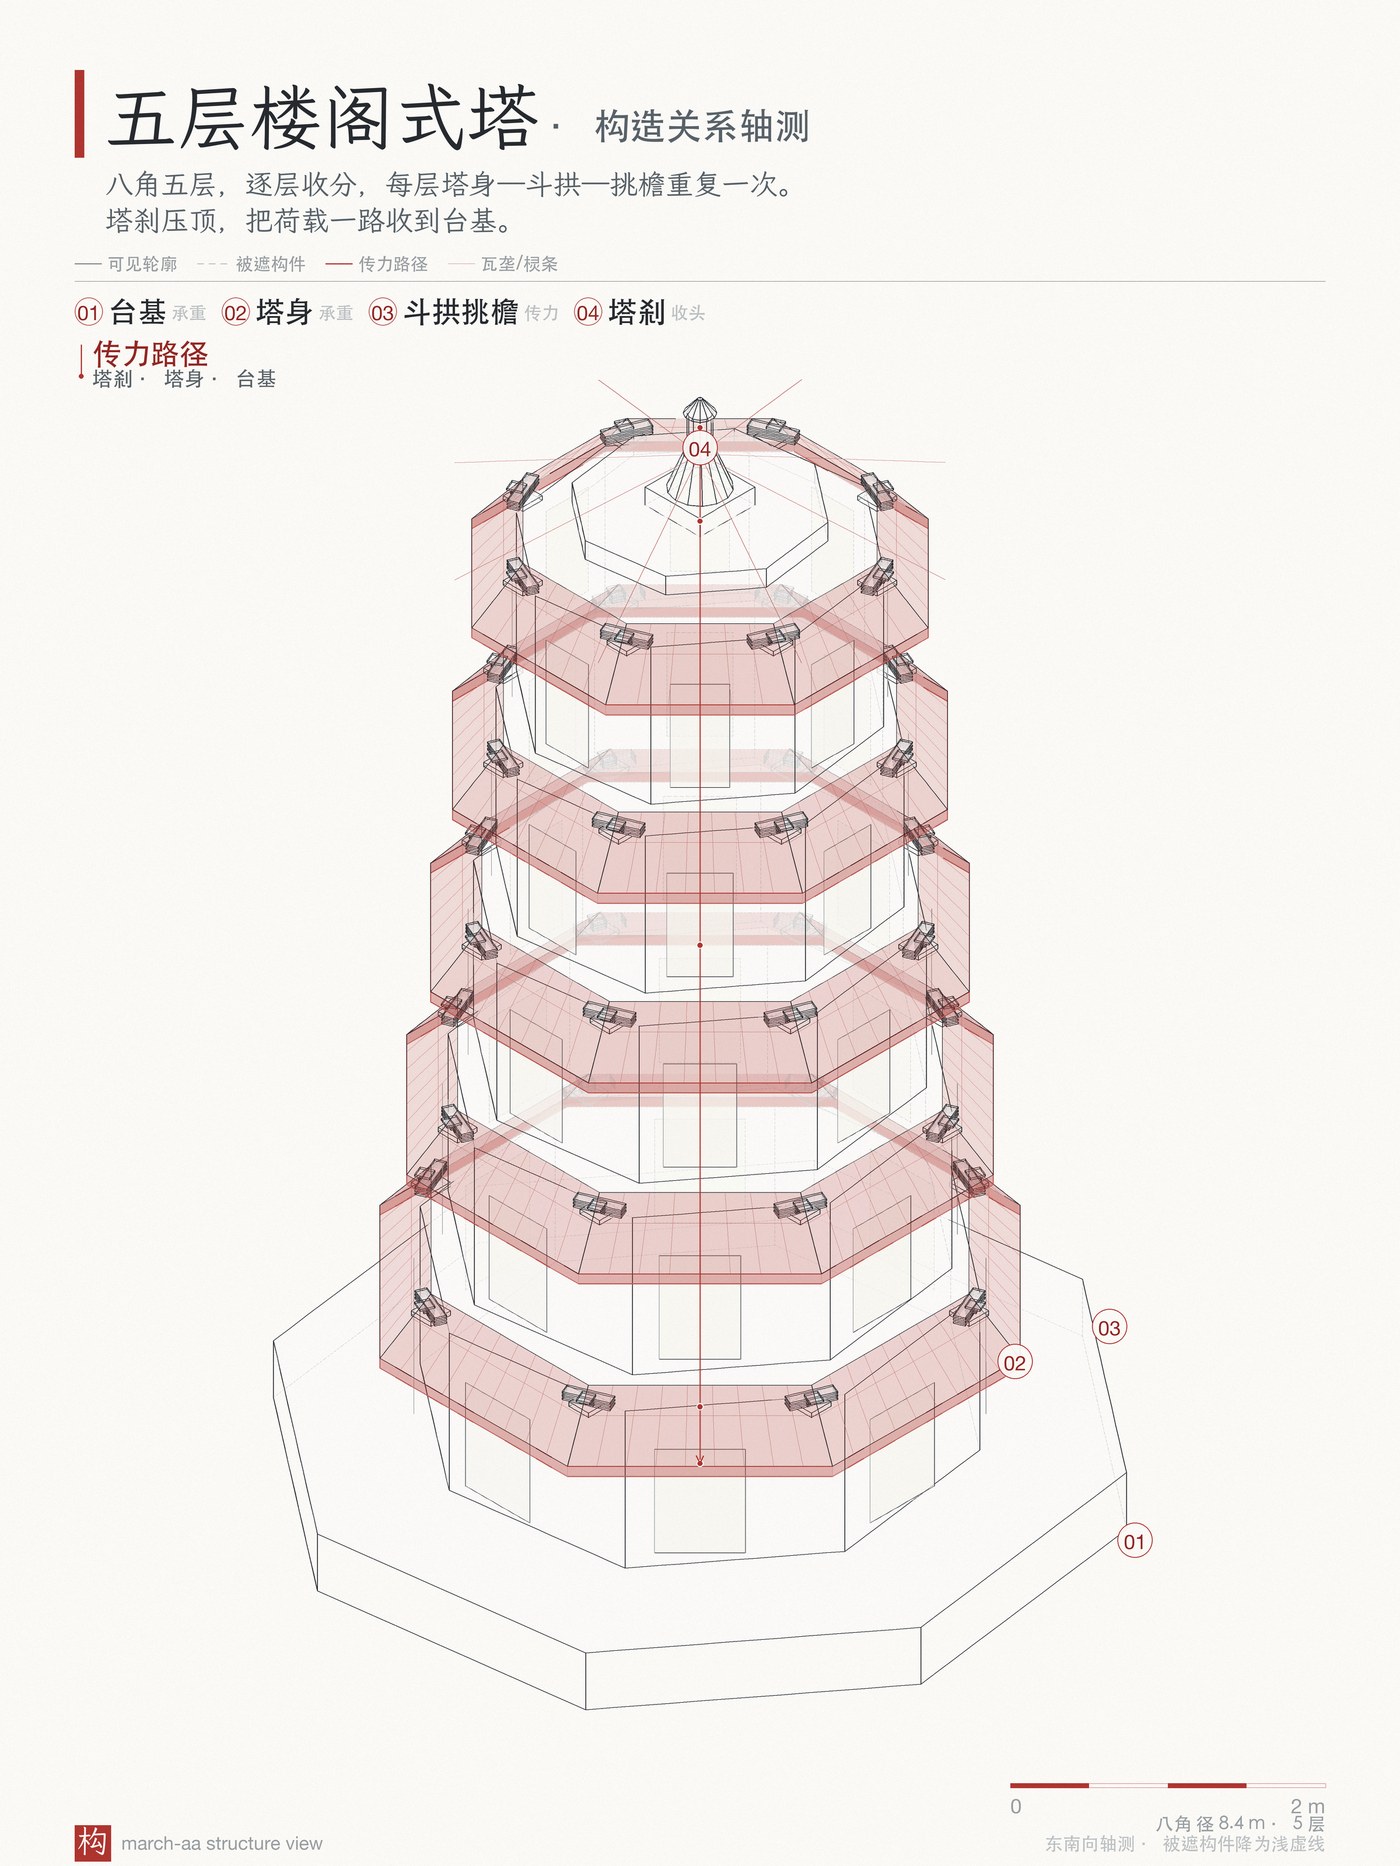 五层楼阁式塔 · 构造关系轴测
八角五层，逐层收分，每层塔身—斗拱—挑檐重复一次。
塔刹压顶，把荷载一路收到台基。
可见轮廓 被遮构件 传力路径 瓦垄/椽条
01 台基 承重 02 塔身 承重 03 斗拱挑檐 传力 04 塔刹 收头
传力路径
塔刹 · 塔身 · 台基
04
03
02
01
0 2 m
八角 径 8.4 m · 5 层
东南向轴测 · 被遮构件降为浅虚线
构 march-aa structure view